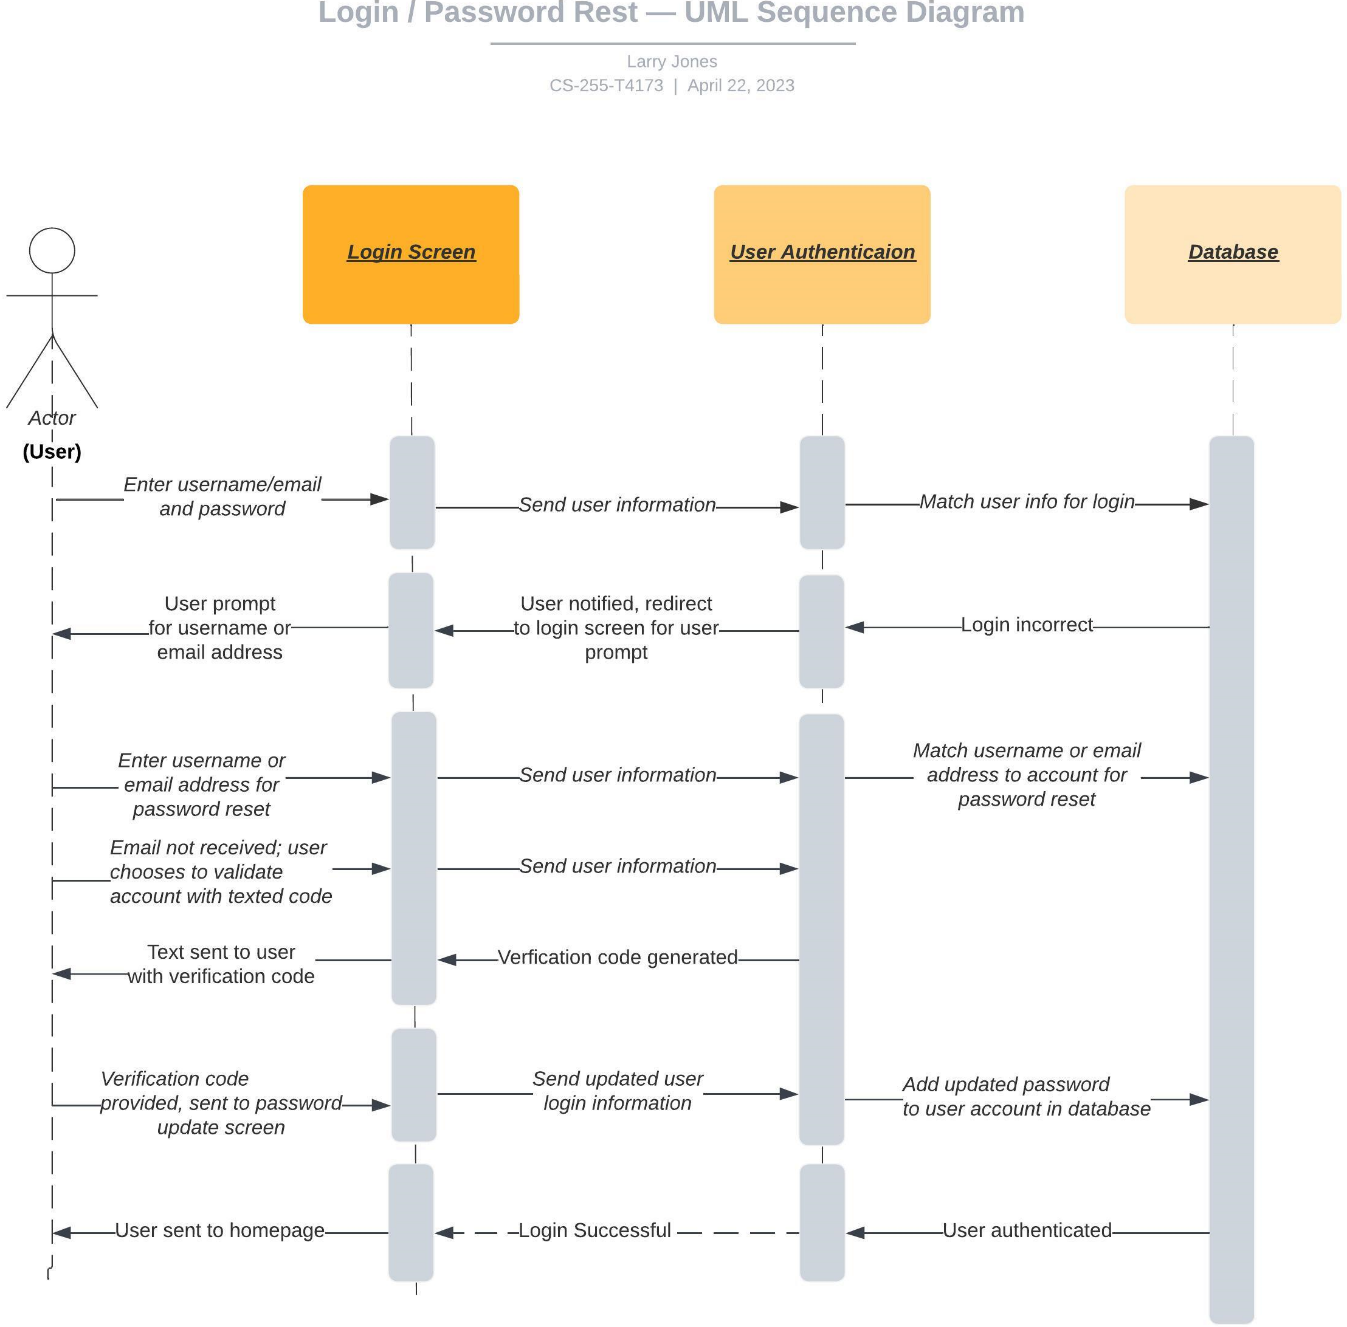 Login / Password Rest — UML Sequence Diagram
Larry Jones
CS-255-T4173 | April 22, 2023
Login Screen
User Authenticaion
Database
Actor
(User)
Enter username/email
and password
Send user information
Match user info for login
User prompt
for username or
email address
User notified, redirect
to login screen for user
prompt
Login incorrect
Enter username or
email address for
password reset
Send user information
Match username or email
address to account for
password reset
Email not received; user
chooses to validate
account with texted code
Send user information
Text sent to user
with verification code
Verfication code generated
Verification code
provided, sent to password
update screen
Send updated user
login information
Add updated password
to user account in database
User sent to homepage
Login Successful
User authenticated